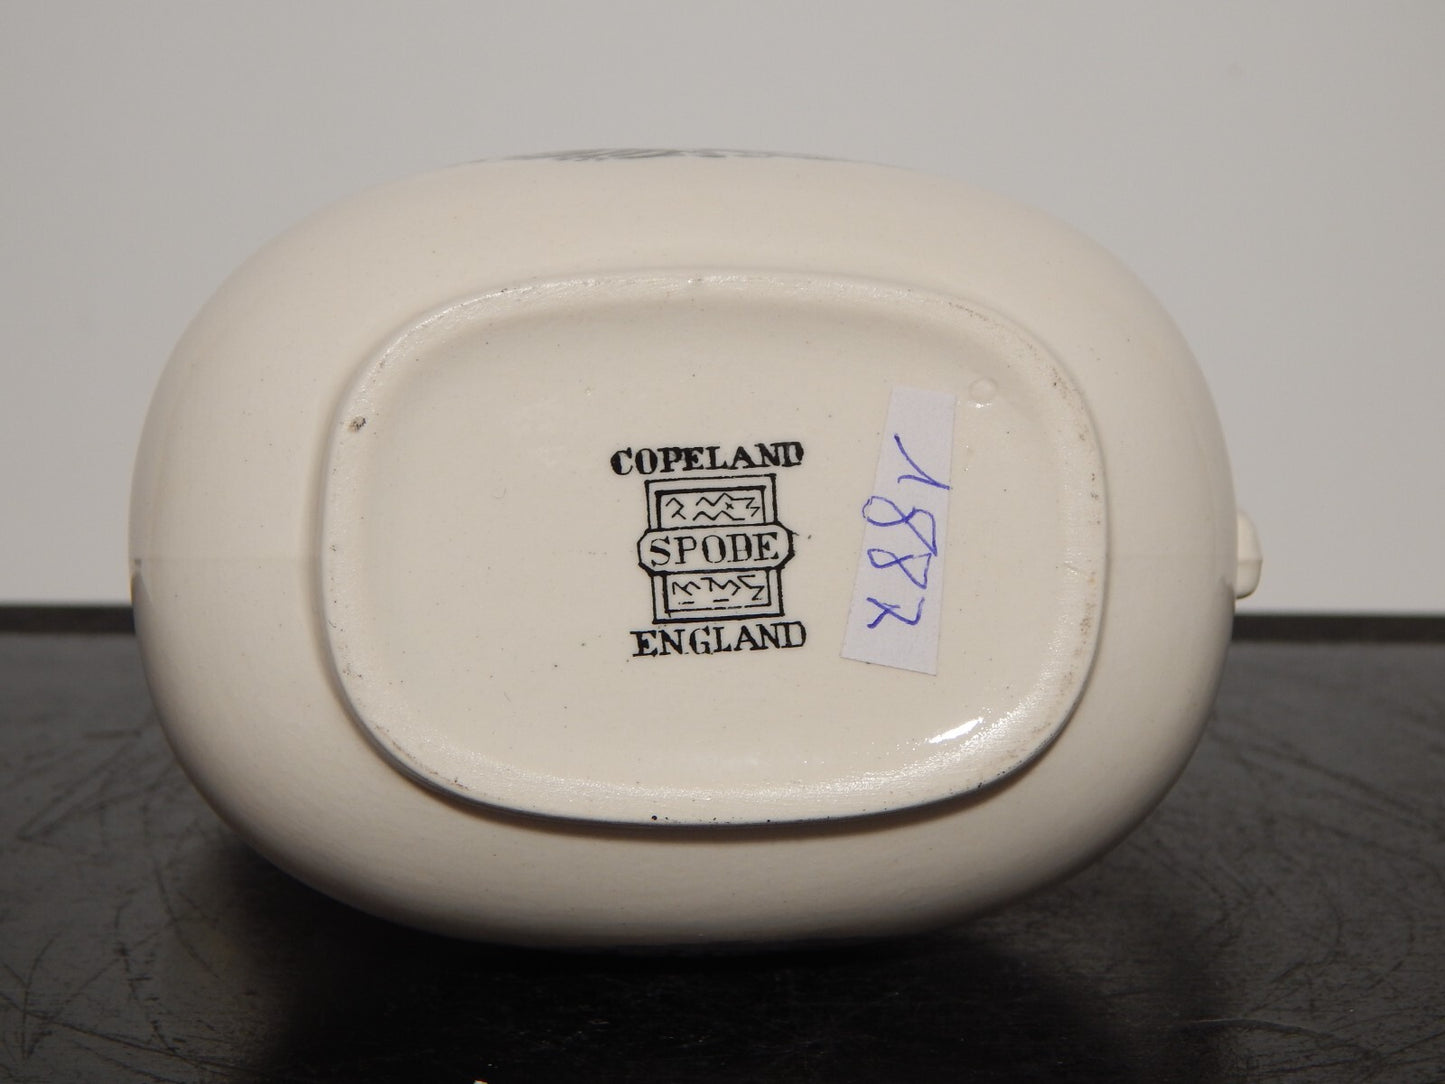 COPELAND
SPODE
ENGLAND
1887